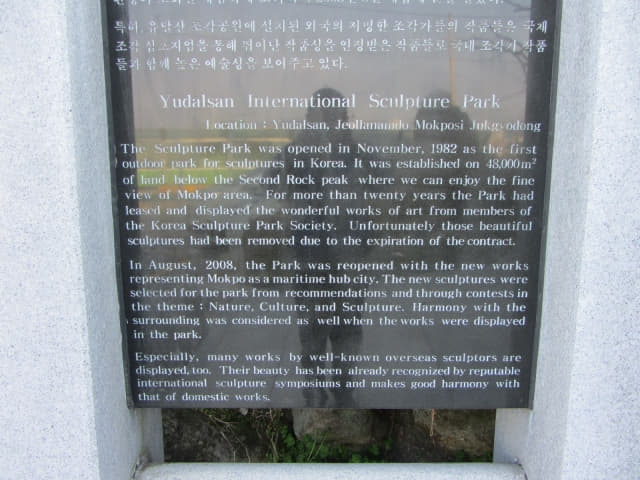 특히, 유달산 조각공원에 설치된 외국의 저명한 조각가들의 작품들은 국제
조각 심포지엄을 통해 뛰어난 작품성을 인정받은 작품들로 국내 조각가 작품
들과 함께 높은 예술성을 보여주고 있다.
Yudalsan International Sculpture Park
Location : Yudalsan, Jeollanamdo Mokposi Jukgyodong
The Sculpture Park was opened in November, 1982 as the first
outdoor park for sculptures in Korea. It was established on 48,000m²
of land below the Second Rock peak where we can enjoy the fine
view of Mokpo area. For more than twenty years the Park had
leased and displayed the wonderful works of art from members of
the Korea Sculpture Park Society. Unfortunately those beautiful
sculptures had been removed due to the expiration of the contract.
In August, 2008, the Park was reopened with the new works
representing Mokpo as a maritime hub city. The new sculptures were
selected for the park from recommendations and through contests in
the theme : Nature, Culture, and Sculpture. Harmony with the
surrounding was considered as well when the works were displayed
in the park.
Especially, many works by well-known overseas sculptors are
displayed, too. Their beauty has been already recognized by reputable
international sculpture symposiums and makes good harmony with
that of domestic works.